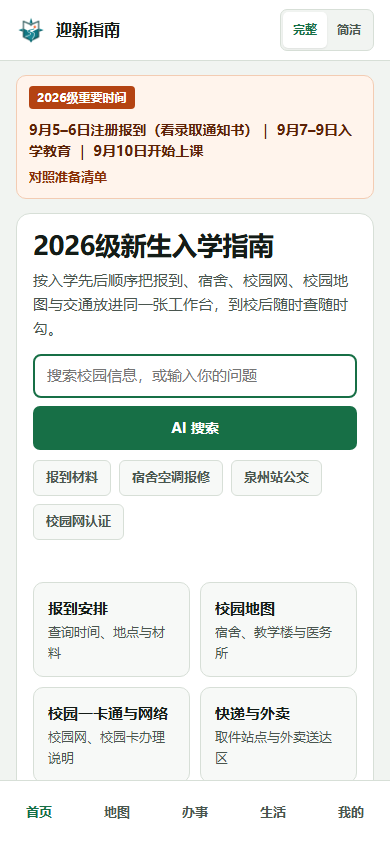 迎新指南
完整 简洁
2026级重要时间
9月5–6日注册报到（看录取通知书） | 9月7–9日入
学教育 | 9月10日开始上课
对照准备清单
2026级新生入学指南
按入学先后顺序把报到、宿舍、校园网、校园地
图与交通放进同一张工作台，到校后随时查随时
勾。
搜索校园信息，或输入你的问题
AI 搜索
报到材料 宿舍空调报修 泉州站公交
校园网认证
报到安排
查询时间、地点与材
料
校园地图
宿舍、教学楼与医务
所
校园一卡通与网络
校园网、校园卡办理
说明
快递与外卖
取件站点与外卖送达
区
首页 地图 办事 生活 我的